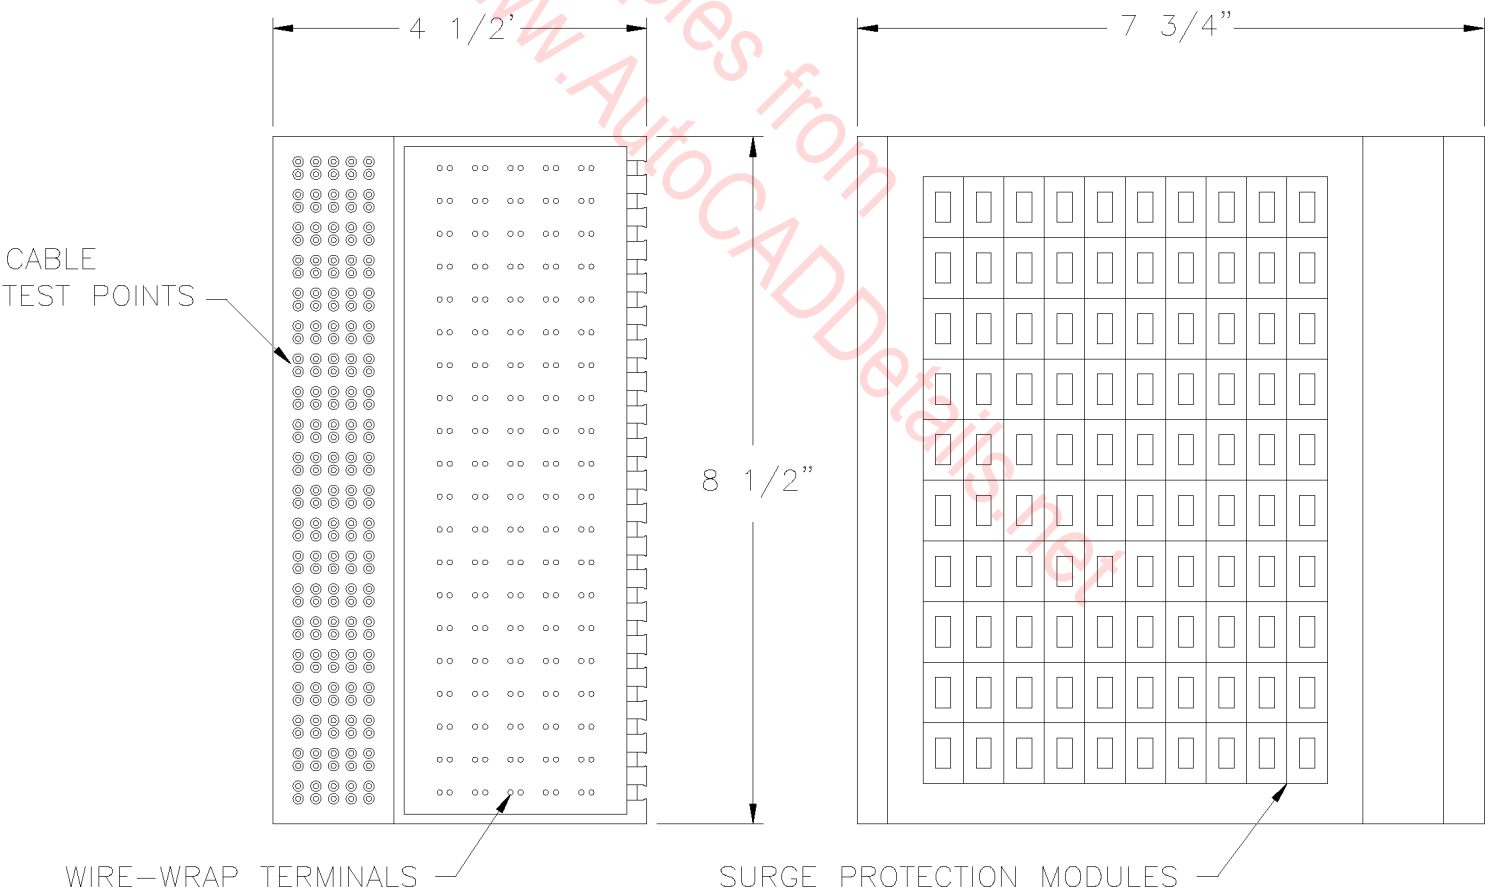 4 1/2'
7 3/4"
ples from
www.AutoCADDetails.net
CABLE
TEST POINTS
8 1/2"
WIRE-WRAP TERMINALS
SURGE PROTECTION MODULES